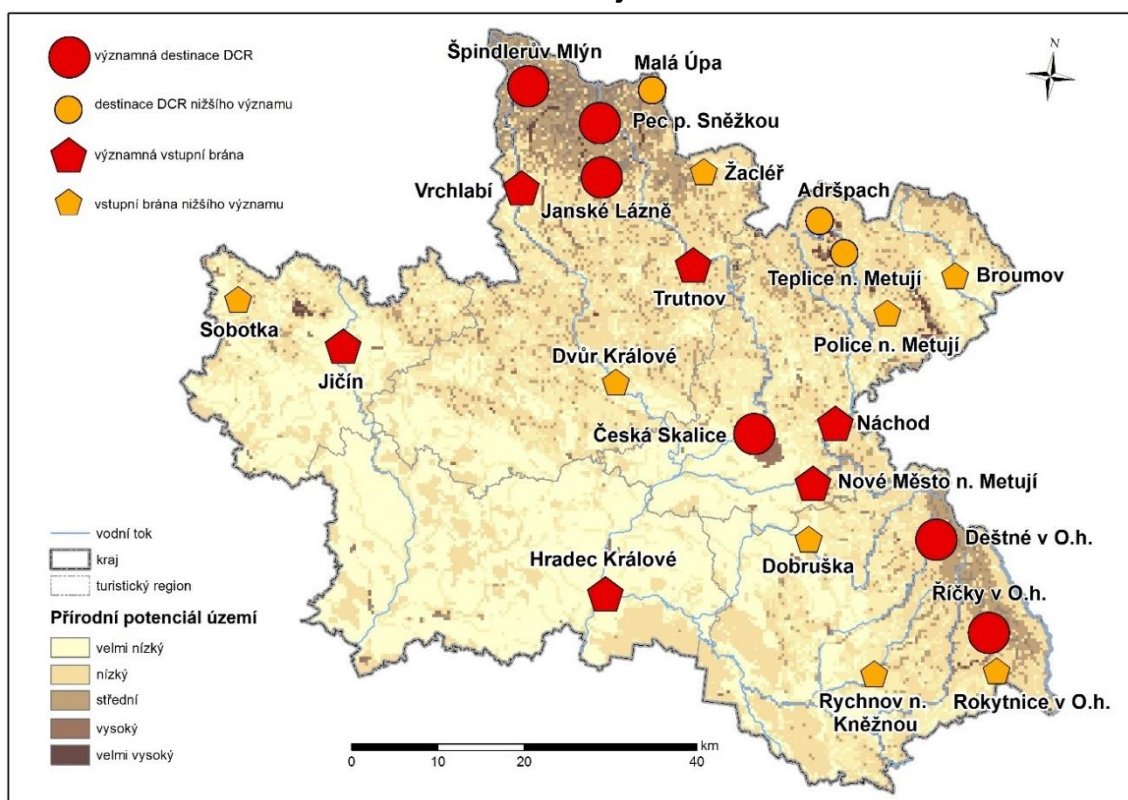 významná destinace DCR
destinace DCR nižšího významu
významná vstupní brána
vstupní brána nižšího významu
N
Špindlerův Mlýn
Malá Úpa
Pec p. Sněžkou
Žacléř
Vrchlabí
Janské Lázně
Adršpach
Trutnov
Teplice n. Metují
Broumov
Sobotka
Police n. Metují
Jičín
Dvůr Králové
Česká Skalice
Náchod
Nové Město n. Metují
Deštné v O.h.
Dobruška
Hradec Králové
Říčky v O.h.
Rychnov n.
Kněžnou
Rokytnice v O.h.
vodní tok
kraj
turistický region
Přírodní potenciál území
velmi nízký
nízký
střední
vysoký
velmi vysoký
km
0
10
20
40